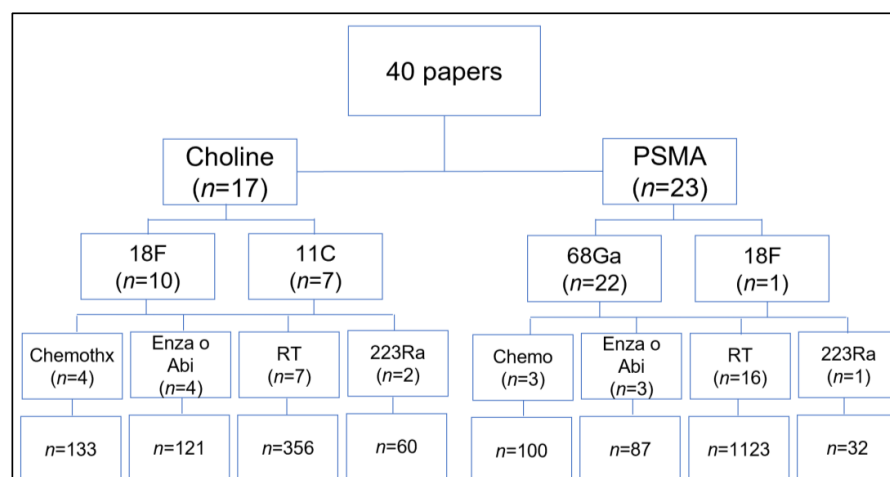 40 papers
Choline
(n=17)
PSMA
(n=23)
18F
(n=10)
11C
(n=7)
68Ga
(n=22)
18F
(n=1)
Chemothx
(n=4)
Enza o
Abi
(n=4)
RT
(n=7)
223Ra
(n=2)
Chemo
(n=3)
Enza o
Abi
(n=3)
RT
(n=16)
223Ra
(n=1)
n=133
n=121
n=356
n=60
n=100
n=87
n=1123
n=32